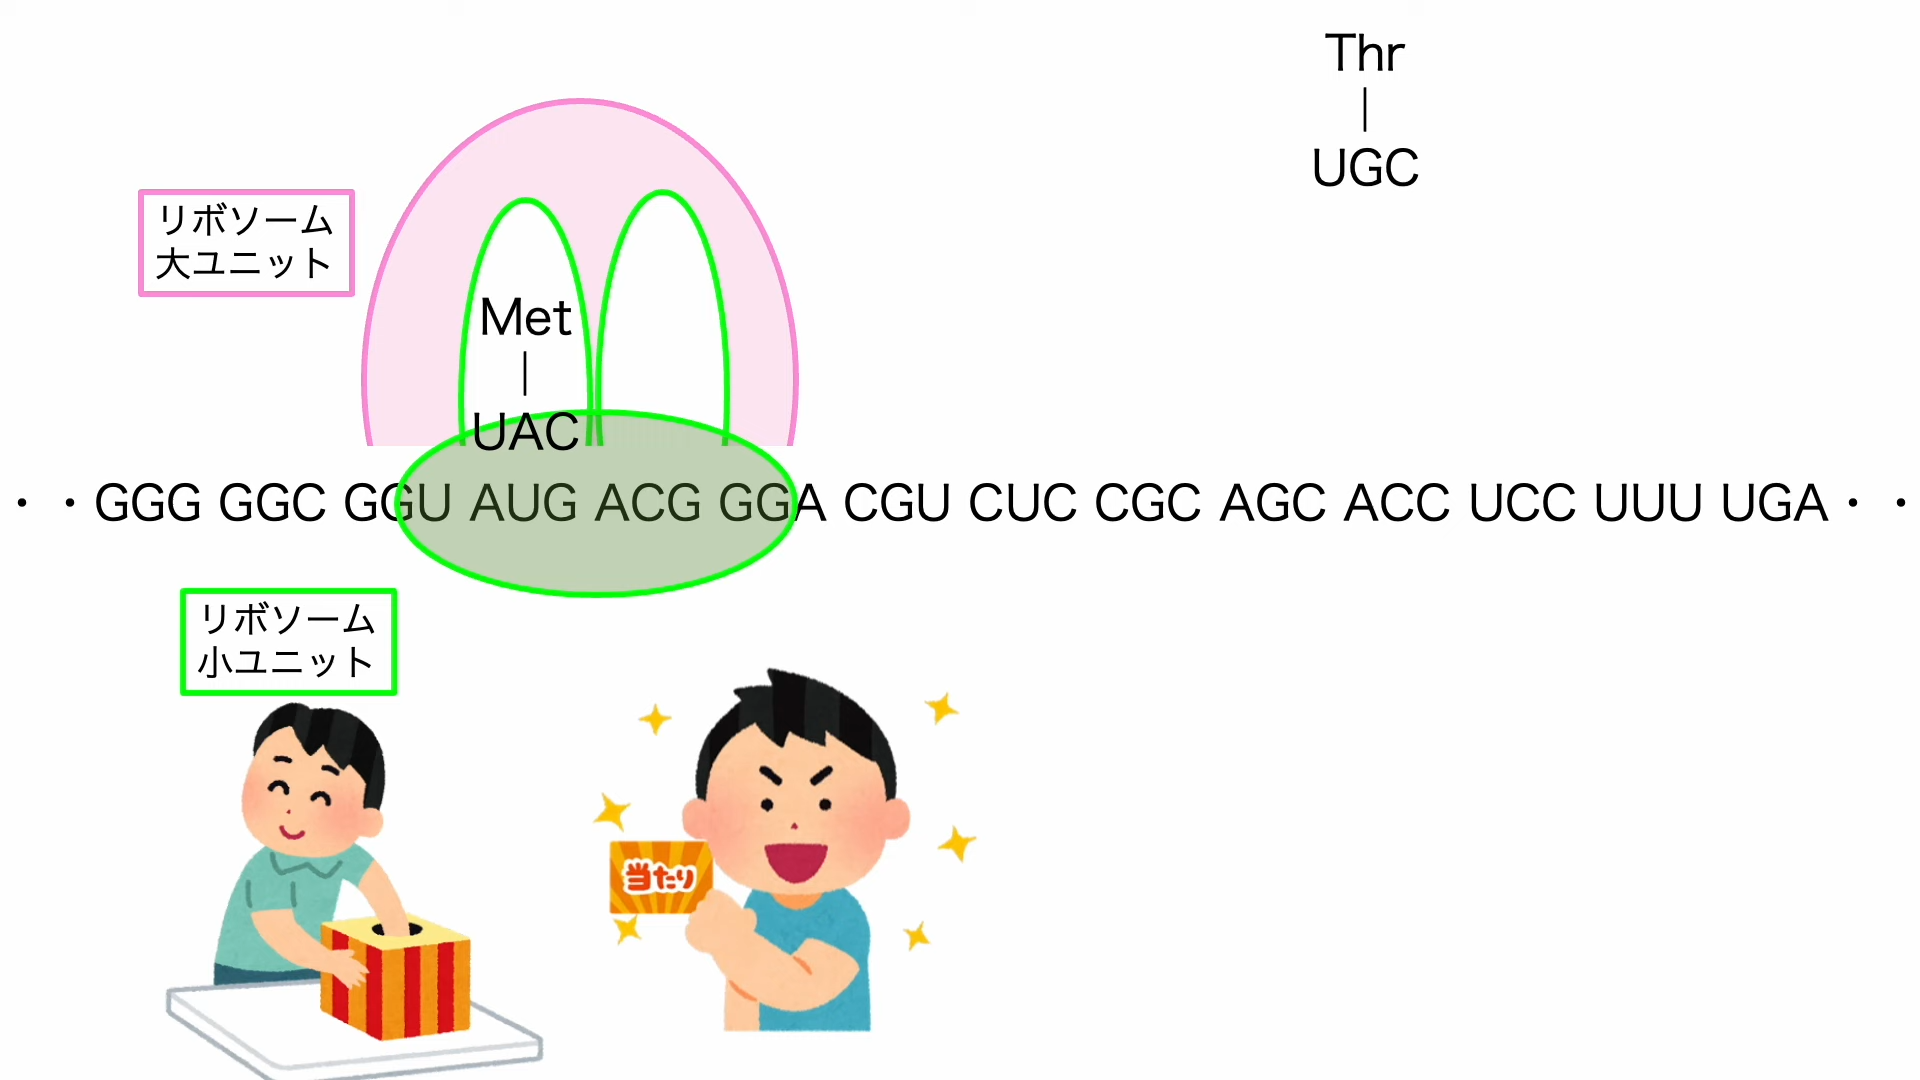 Thr
|
UGC
リボソーム
大ユニット
Met
|
UAC
・・GGG GGC GGU AUG ACG GGA CGU CUC CGC AGC ACC UCC UUU UGA・・
リボソーム
小ユニット
当たり